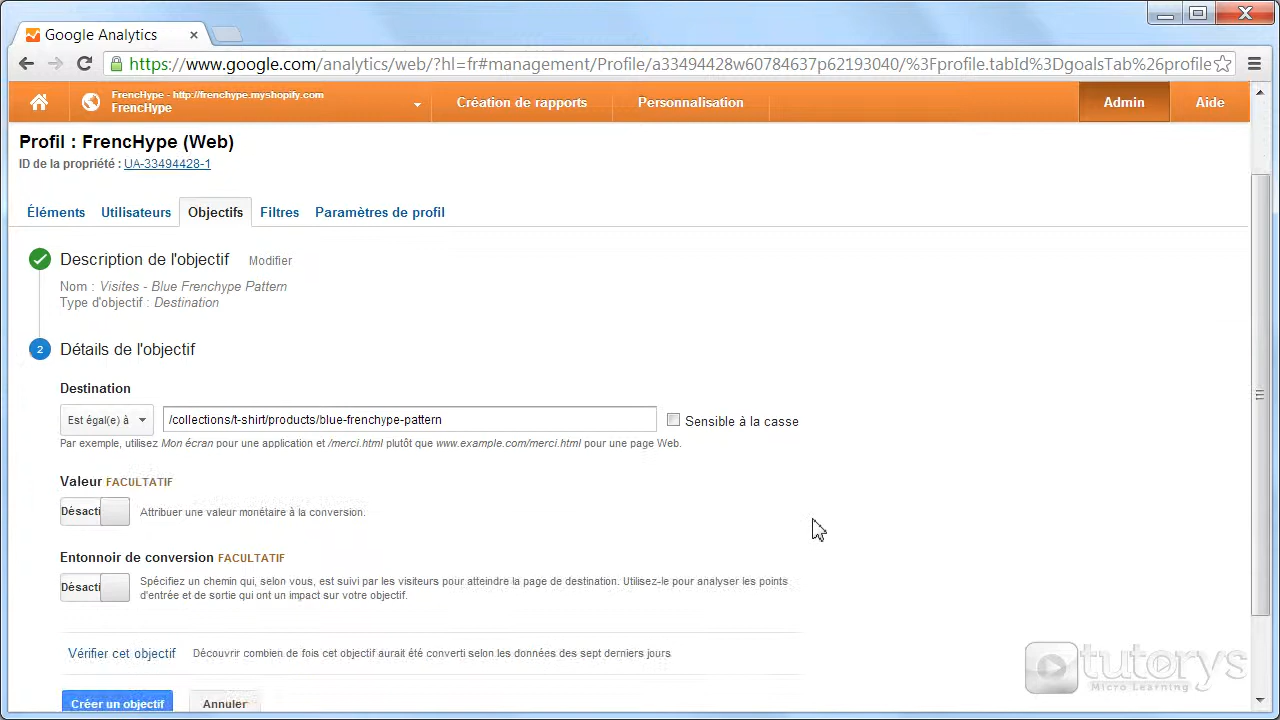 Google Analytics
https://www.google.com/analytics/web/?hl=fr#management/Profile/a33494428w60784637p62193040/%3Fprofile.tabId%3DgoalsTab%26profile
FrencHype - http://frenchype.myshopify.com
FrencHype
Création de rapports
Personnalisation
Admin
Aide
Profil : FrencHype (Web)
ID de la propriété : UA-33494428-1
Éléments Utilisateurs Objectifs Filtres Paramètres de profil
Description de l'objectif Modifier
Nom : Visites - Blue Frenchype Pattern
Type d'objectif : Destination
2 Détails de l'objectif
Destination
Est égal(e) à /collections/t-shirt/products/blue-frenchype-pattern Sensible à la casse
Par exemple, utilisez Mon écran pour une application et /merci.html plutôt que www.example.com/merci.html pour une page Web.
Valeur FACULTATIF
Désacti Attribuer une valeur monétaire à la conversion.
Entonnoir de conversion FACULTATIF
Désacti Spécifiez un chemin qui, selon vous, est suivi par les visiteurs pour atteindre la page de destination. Utilisez-le pour analyser les points
d'entrée et de sortie qui ont un impact sur votre objectif.
Vérifier cet objectif Découvrir combien de fois cet objectif aurait été converti selon les données des sept derniers jours
Créer un objectif Annuler
tutorys
Micro Learning